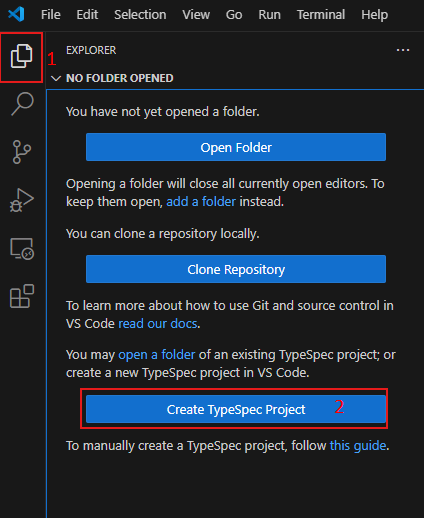 File Edit Selection View Go Run Terminal Help
1
EXPLORER
NO FOLDER OPENED
You have not yet opened a folder.
Open Folder
Opening a folder will close all currently open editors. To
keep them open, add a folder instead.
You can clone a repository locally.
Clone Repository
To learn more about how to use Git and source control in
VS Code read our docs.
You may open a folder of an existing TypeSpec project; or
create a new TypeSpec project in VS Code.
Create TypeSpec Project 2
To manually create a TypeSpec project, follow this guide.